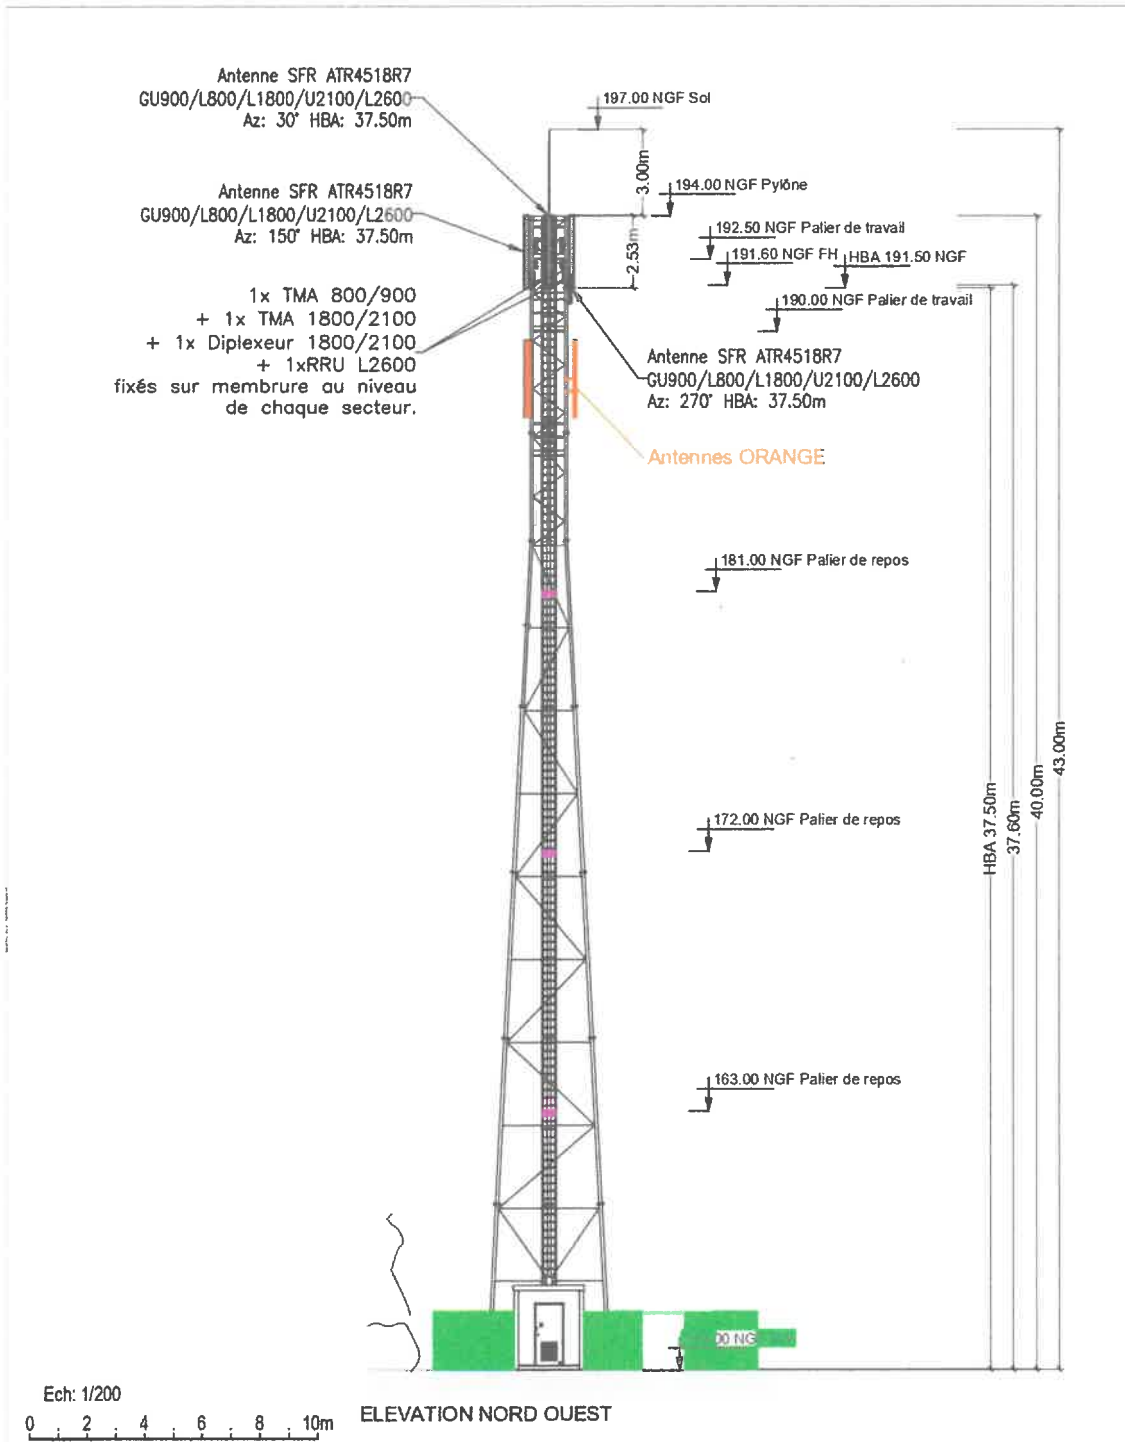 Antenne SFR ATR4518R7
GU900/L800/L1800/U2100/L2600
Az: 30° HBA: 37.50m
197.00 NGF Sol
3.00m
194.00 NGF Pylône
Antenne SFR ATR4518R7
GU900/L800/L1800/U2100/L2600
Az: 150° HBA: 37.50m
2.53m
192.50 NGF Palier de travail
191.60 NGF FH
HBA 191.50 NGF
190.00 NGF Palier de travail
1x TMA 800/900
+ 1x TMA 1800/2100
+ 1x Diplexeur 1800/2100
+ 1xRRU L2600
fixés sur membrure au niveau
de chaque secteur.
Antenne SFR ATR4518R7
GU900/L800/L1800/U2100/L2600
Az: 270° HBA: 37.50m
Antennes ORANGE
181.00 NGF Palier de repos
172.00 NGF Palier de repos
163.00 NGF Palier de repos
HBA 37.50m
37.60m
40.00m
43.00m
00 NG
Ech: 1/200
0 2 4 6 8 10m
ELEVATION NORD OUEST